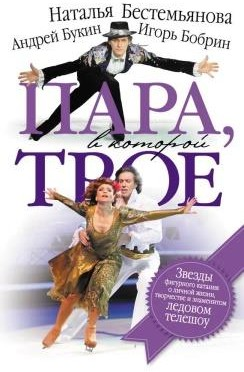 Наталья Бестемьянова
Андрей Букин Игорь Бобрин
ПАРА,
в которой
ТРОЕ
Звезды
фигурного катания
о личной жизни,
творчестве и знаменитом
ледовом
телешоу